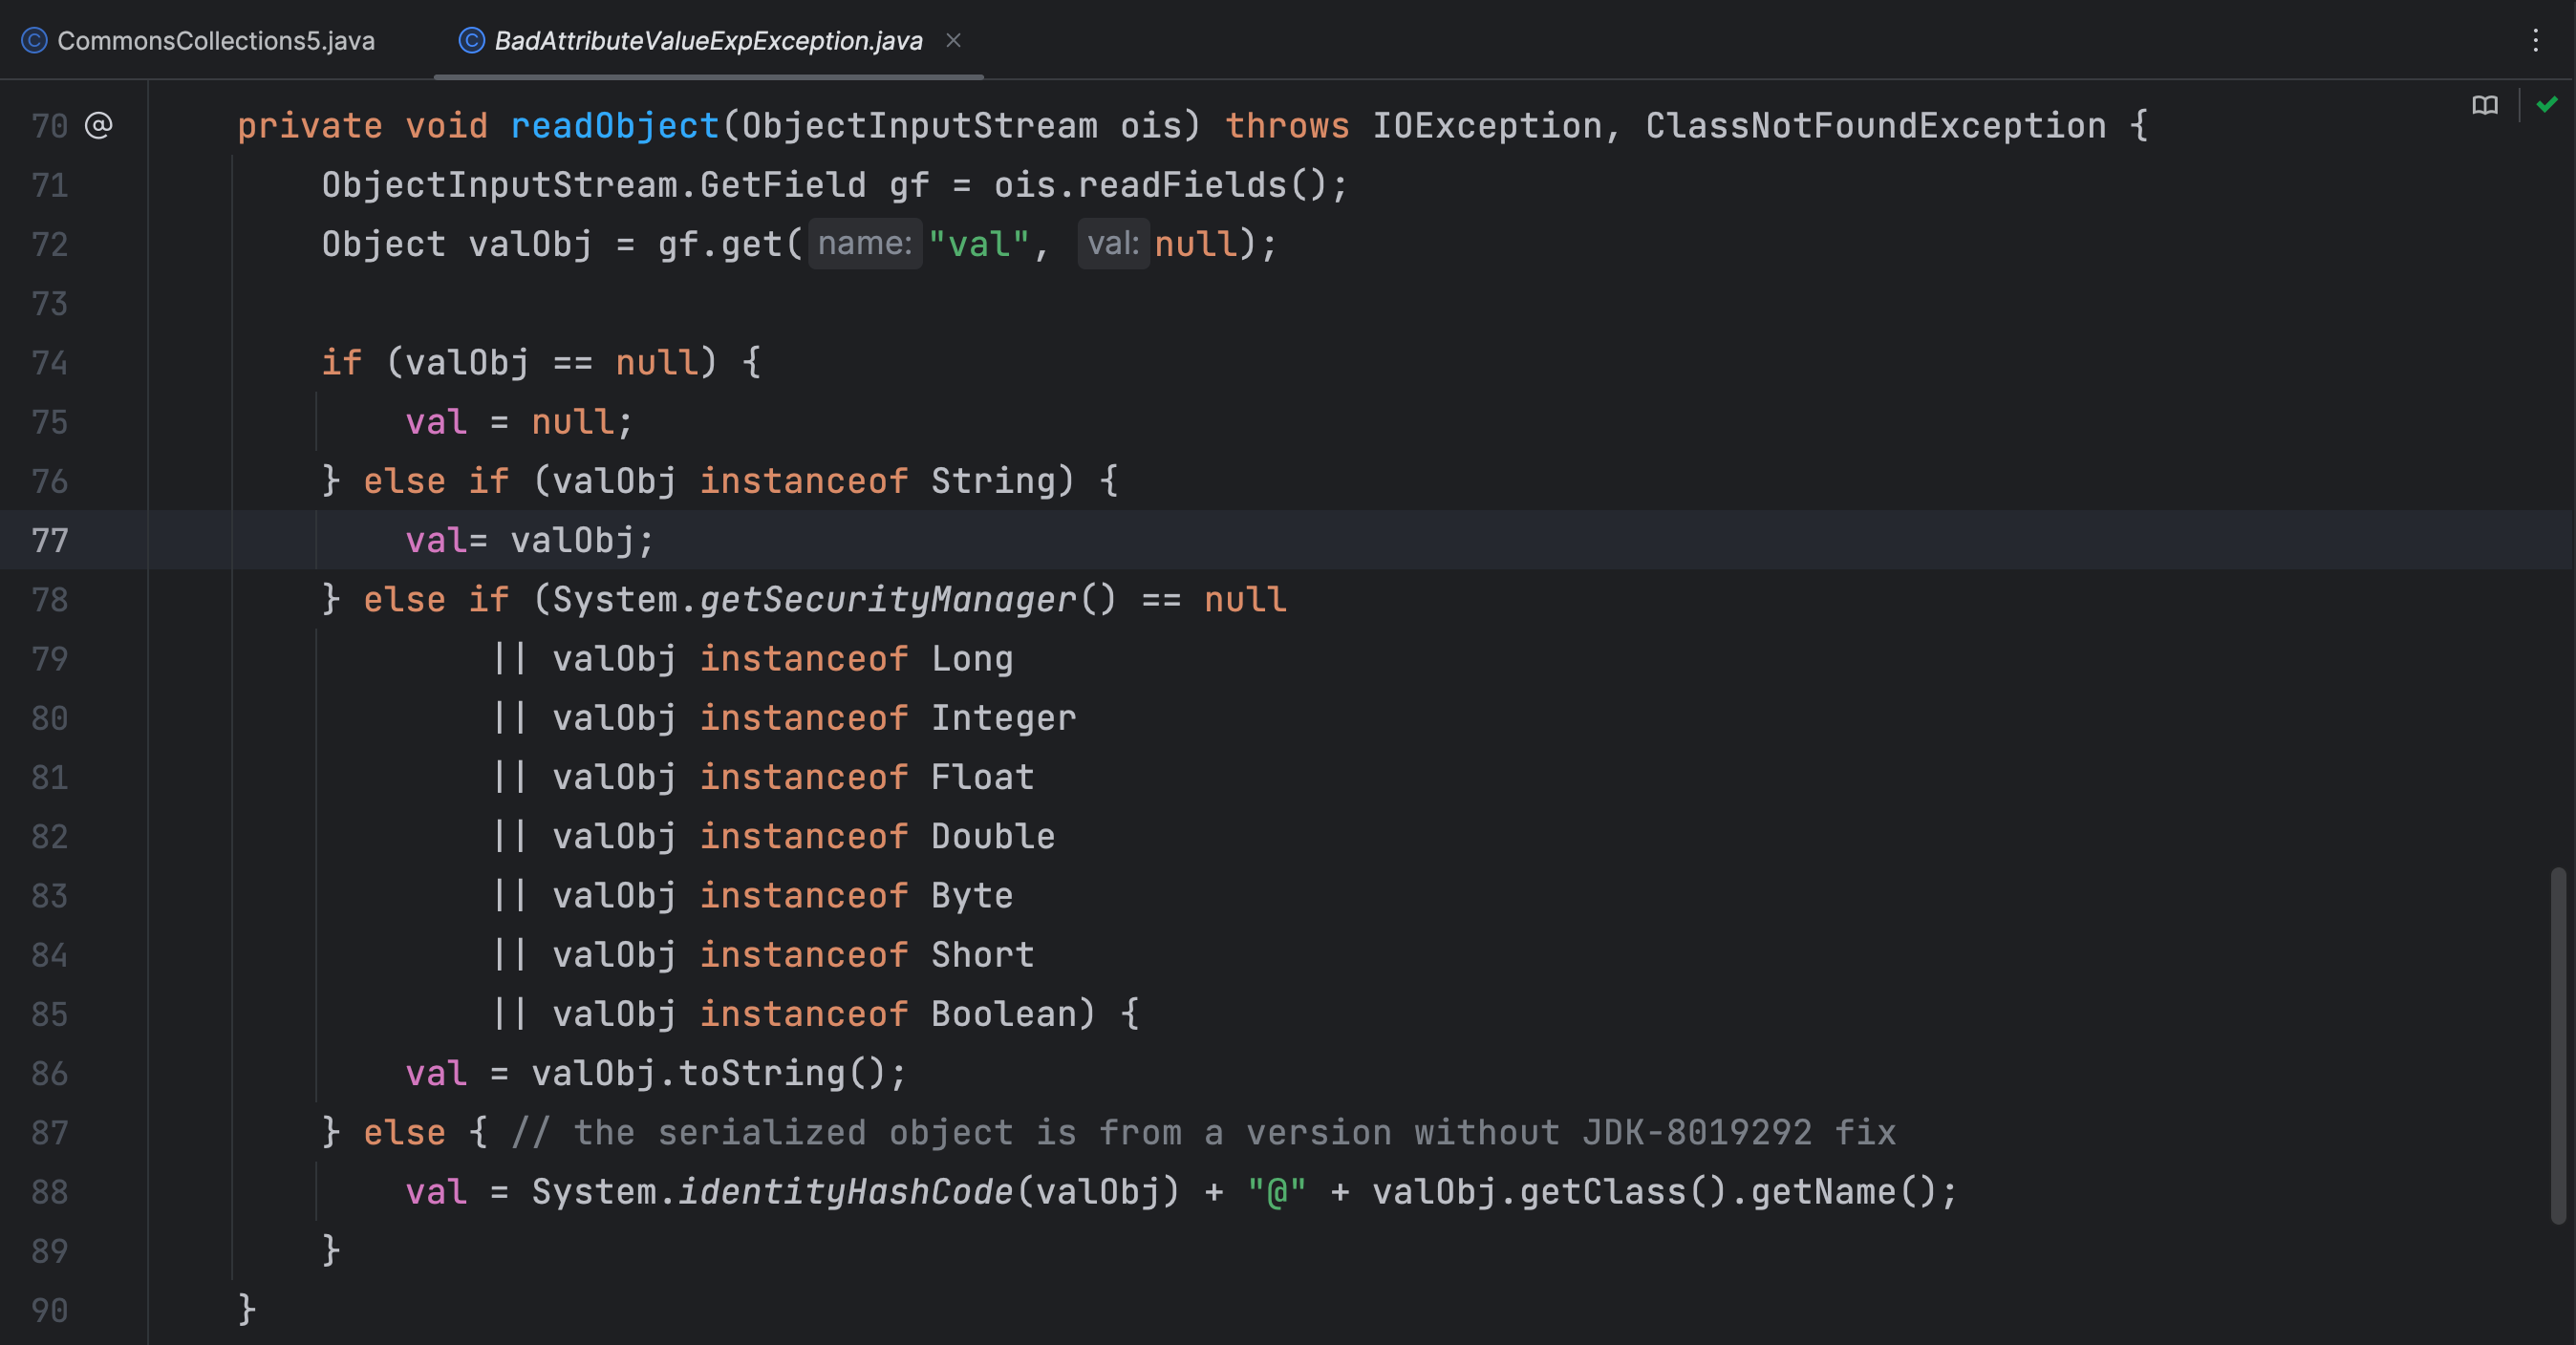 CommonsCollections5.java BadAttributeValueExpException.java
70 @ private void readObject(ObjectInputStream ois) throws IOException, ClassNotFoundException {
71 ObjectInputStream.GetField gf = ois.readFields();
72 Object valObj = gf.get( name: "val", val: null);
73
74 if (valObj == null) {
75 val = null;
76 } else if (valObj instanceof String) {
77 val= valObj;
78 } else if (System.getSecurityManager() == null
79 || valObj instanceof Long
80 || valObj instanceof Integer
81 || valObj instanceof Float
82 || valObj instanceof Double
83 || valObj instanceof Byte
84 || valObj instanceof Short
85 || valObj instanceof Boolean) {
86 val = valObj.toString();
87 } else { // the serialized object is from a version without JDK-8019292 fix
88 val = System.identityHashCode(valObj) + "@" + valObj.getClass().getName();
89 }
90 }